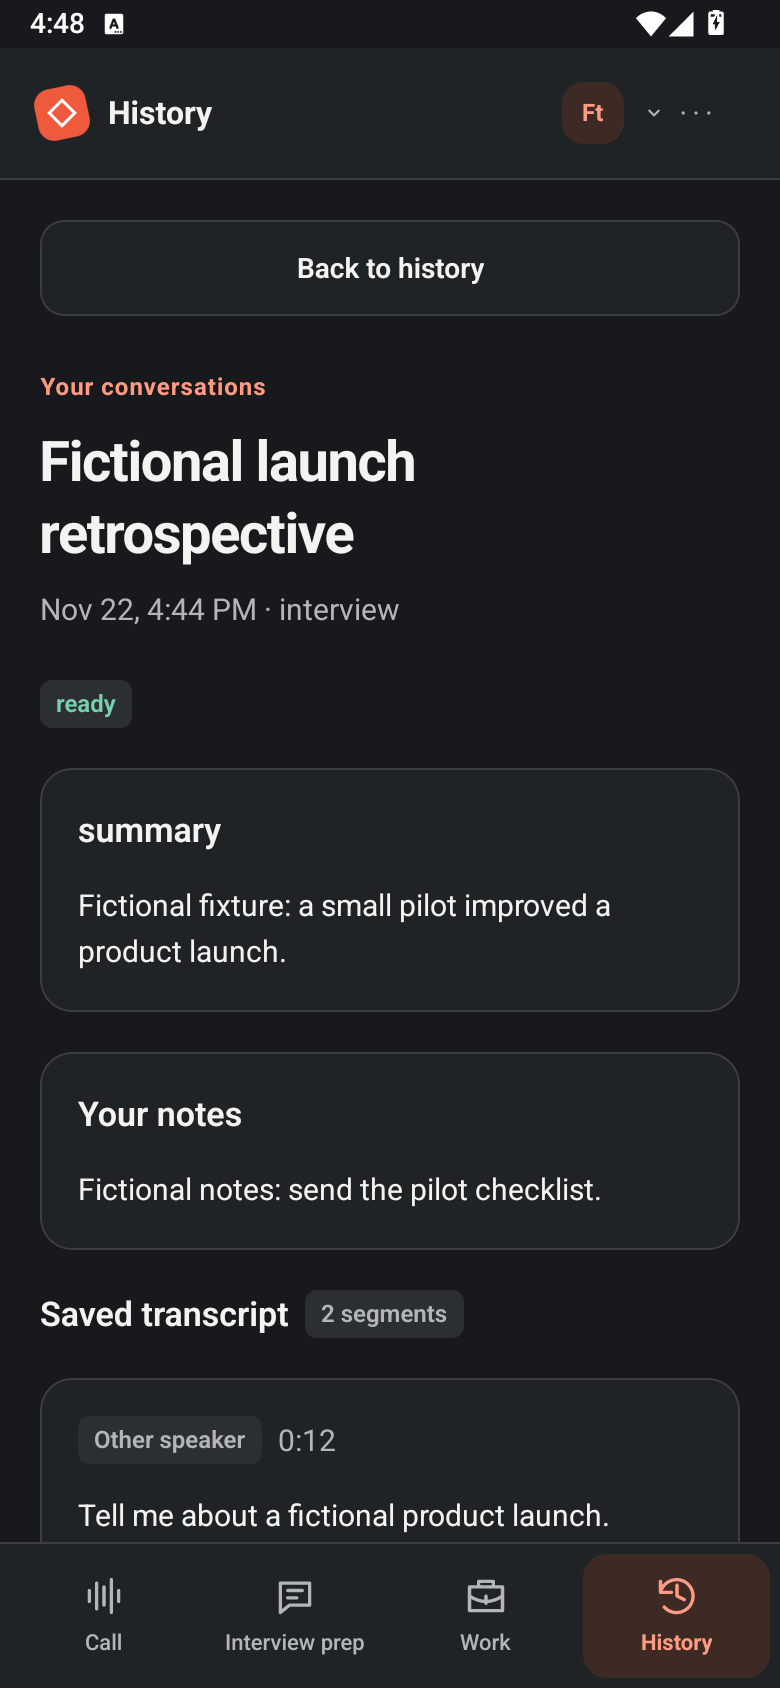 4:48
History
Ft
Back to history
Your conversations
Fictional launch
retrospective
Nov 22, 4:44 PM · interview
ready
summary
Fictional fixture: a small pilot improved a
product launch.
Your notes
Fictional notes: send the pilot checklist.
Saved transcript 2 segments
Other speaker 0:12
Tell me about a fictional product launch.
Call
Interview prep
Work
History